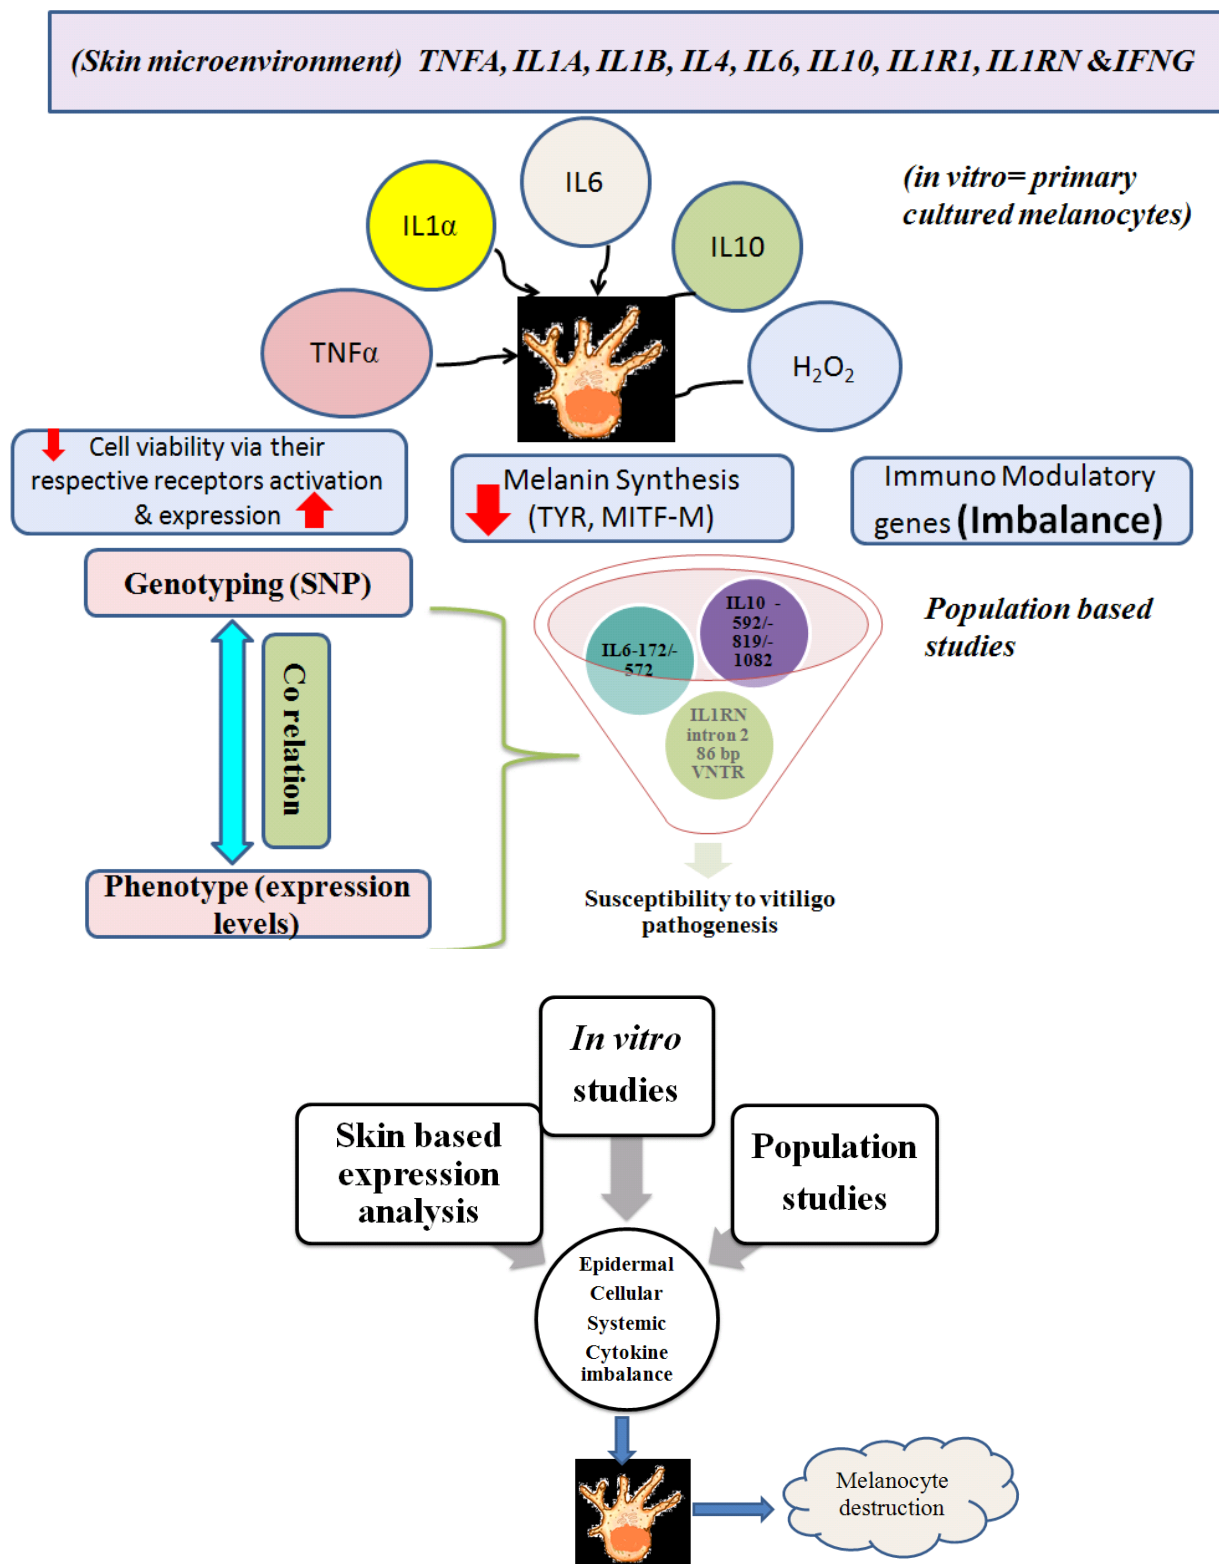 (Skin microenvironment) TNFA, IL1A, IL1B, IL4, IL6, IL10, IL1R1, IL1RN &IFNG
IL6
(in vitro= primary
cultured melanocytes)
IL1α
IL10
TNFα
H₂O₂
Cell viability via their
respective receptors activation
& expression
Melanin Synthesis
(TYR, MITF-M)
Immuno Modulatory
genes (Imbalance)
Genotyping (SNP)
Co relation
Phenotype (expression
levels)
IL6-172/-
572
IL10 -
592/-
819/-
1082
IL1RN
intron 2
86 bp
VNTR
Population based
studies
Susceptibility to vitiligo
pathogenesis
In vitro
studies
Skin based
expression
analysis
Population
studies
Epidermal
Cellular
Systemic
Cytokine
imbalance
Melanocyte
destruction